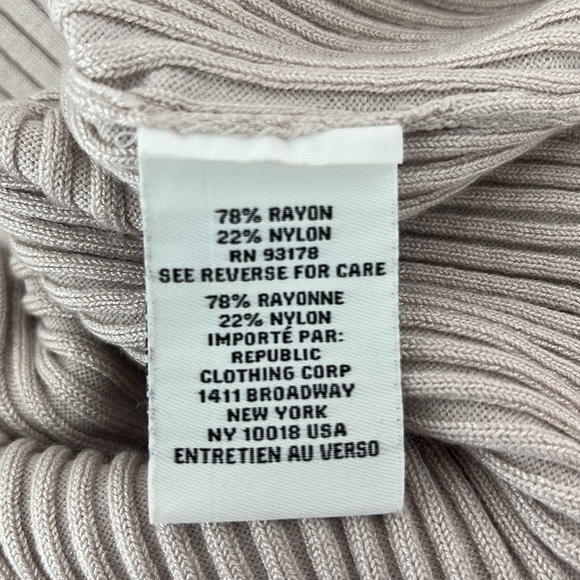 78% RAYON
22% NYLON
RN 93178
SEE REVERSE FOR CARE
78% RAYONNE
22% NYLON
IMPORTÉ PAR:
REPUBLIC
CLOTHING CORP
1411 BROADWAY
NEW YORK
NY 10018 USA
ENTRETIEN AU VERSO